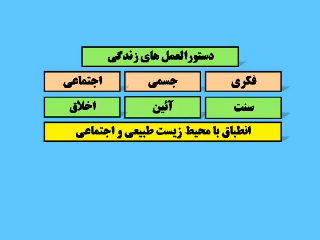 دستورالعمل های زندگی
فکری جسمی اجتماعی
سنت آئین اخلاق
انطباق با محیط زیست طبیعی و اجتماعی